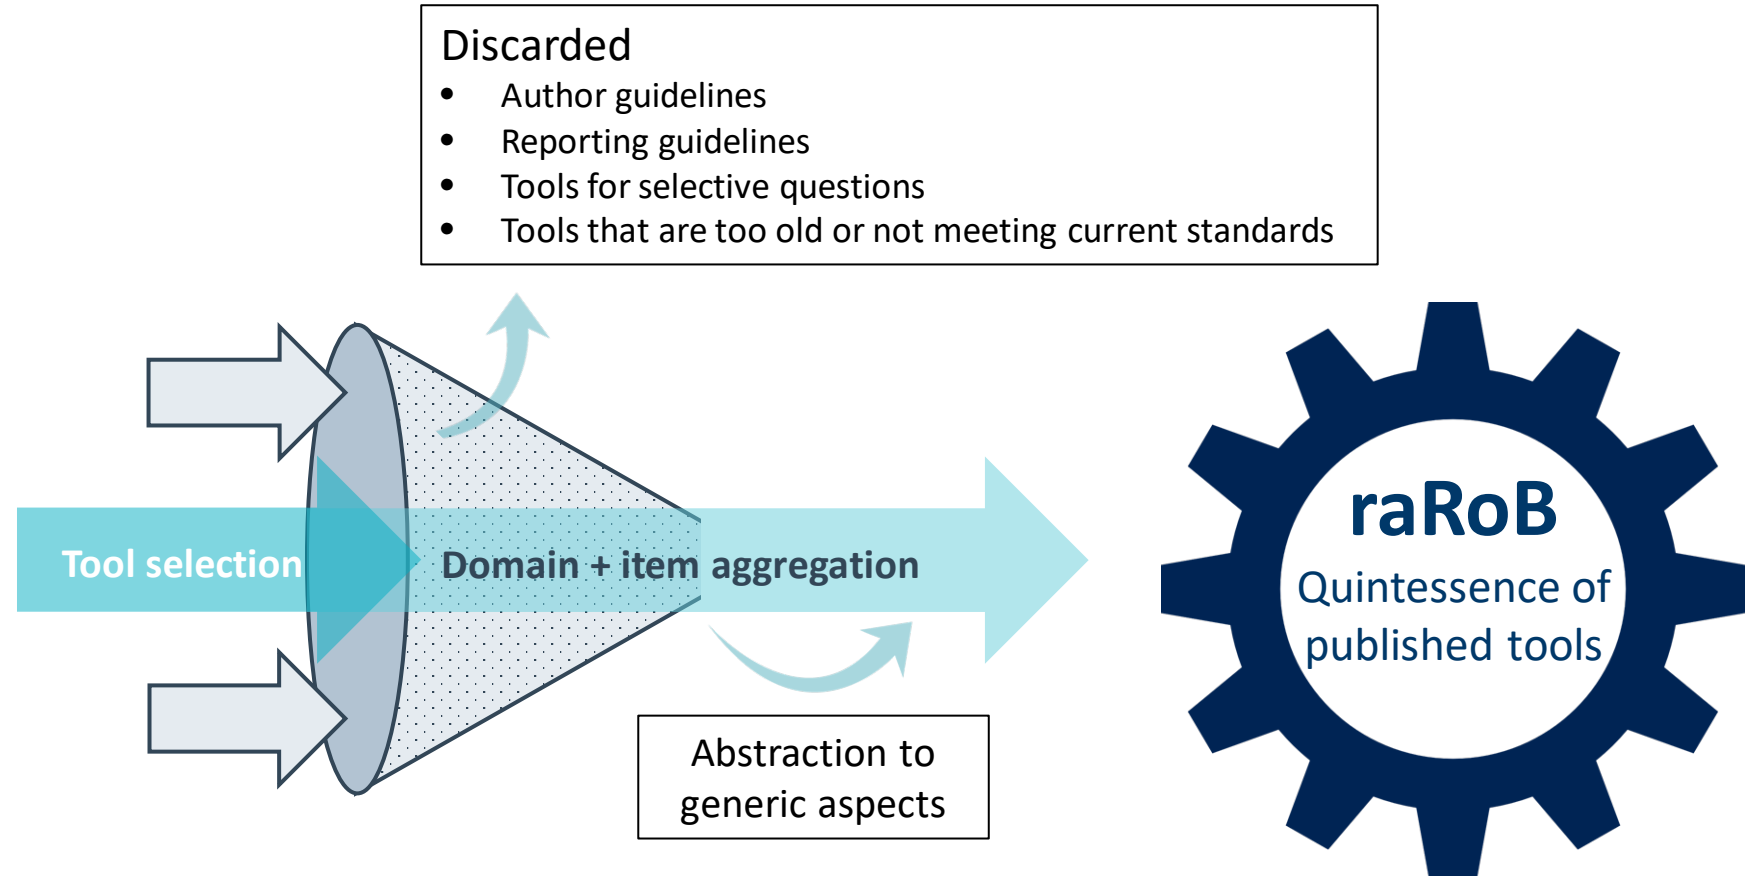 Discarded
• Author guidelines
• Reporting guidelines
• Tools for selective questions
• Tools that are too old or not meeting current standards
Tool selection
Domain + item aggregation
Abstraction to
generic aspects
raRoB
Quintessence of
published tools